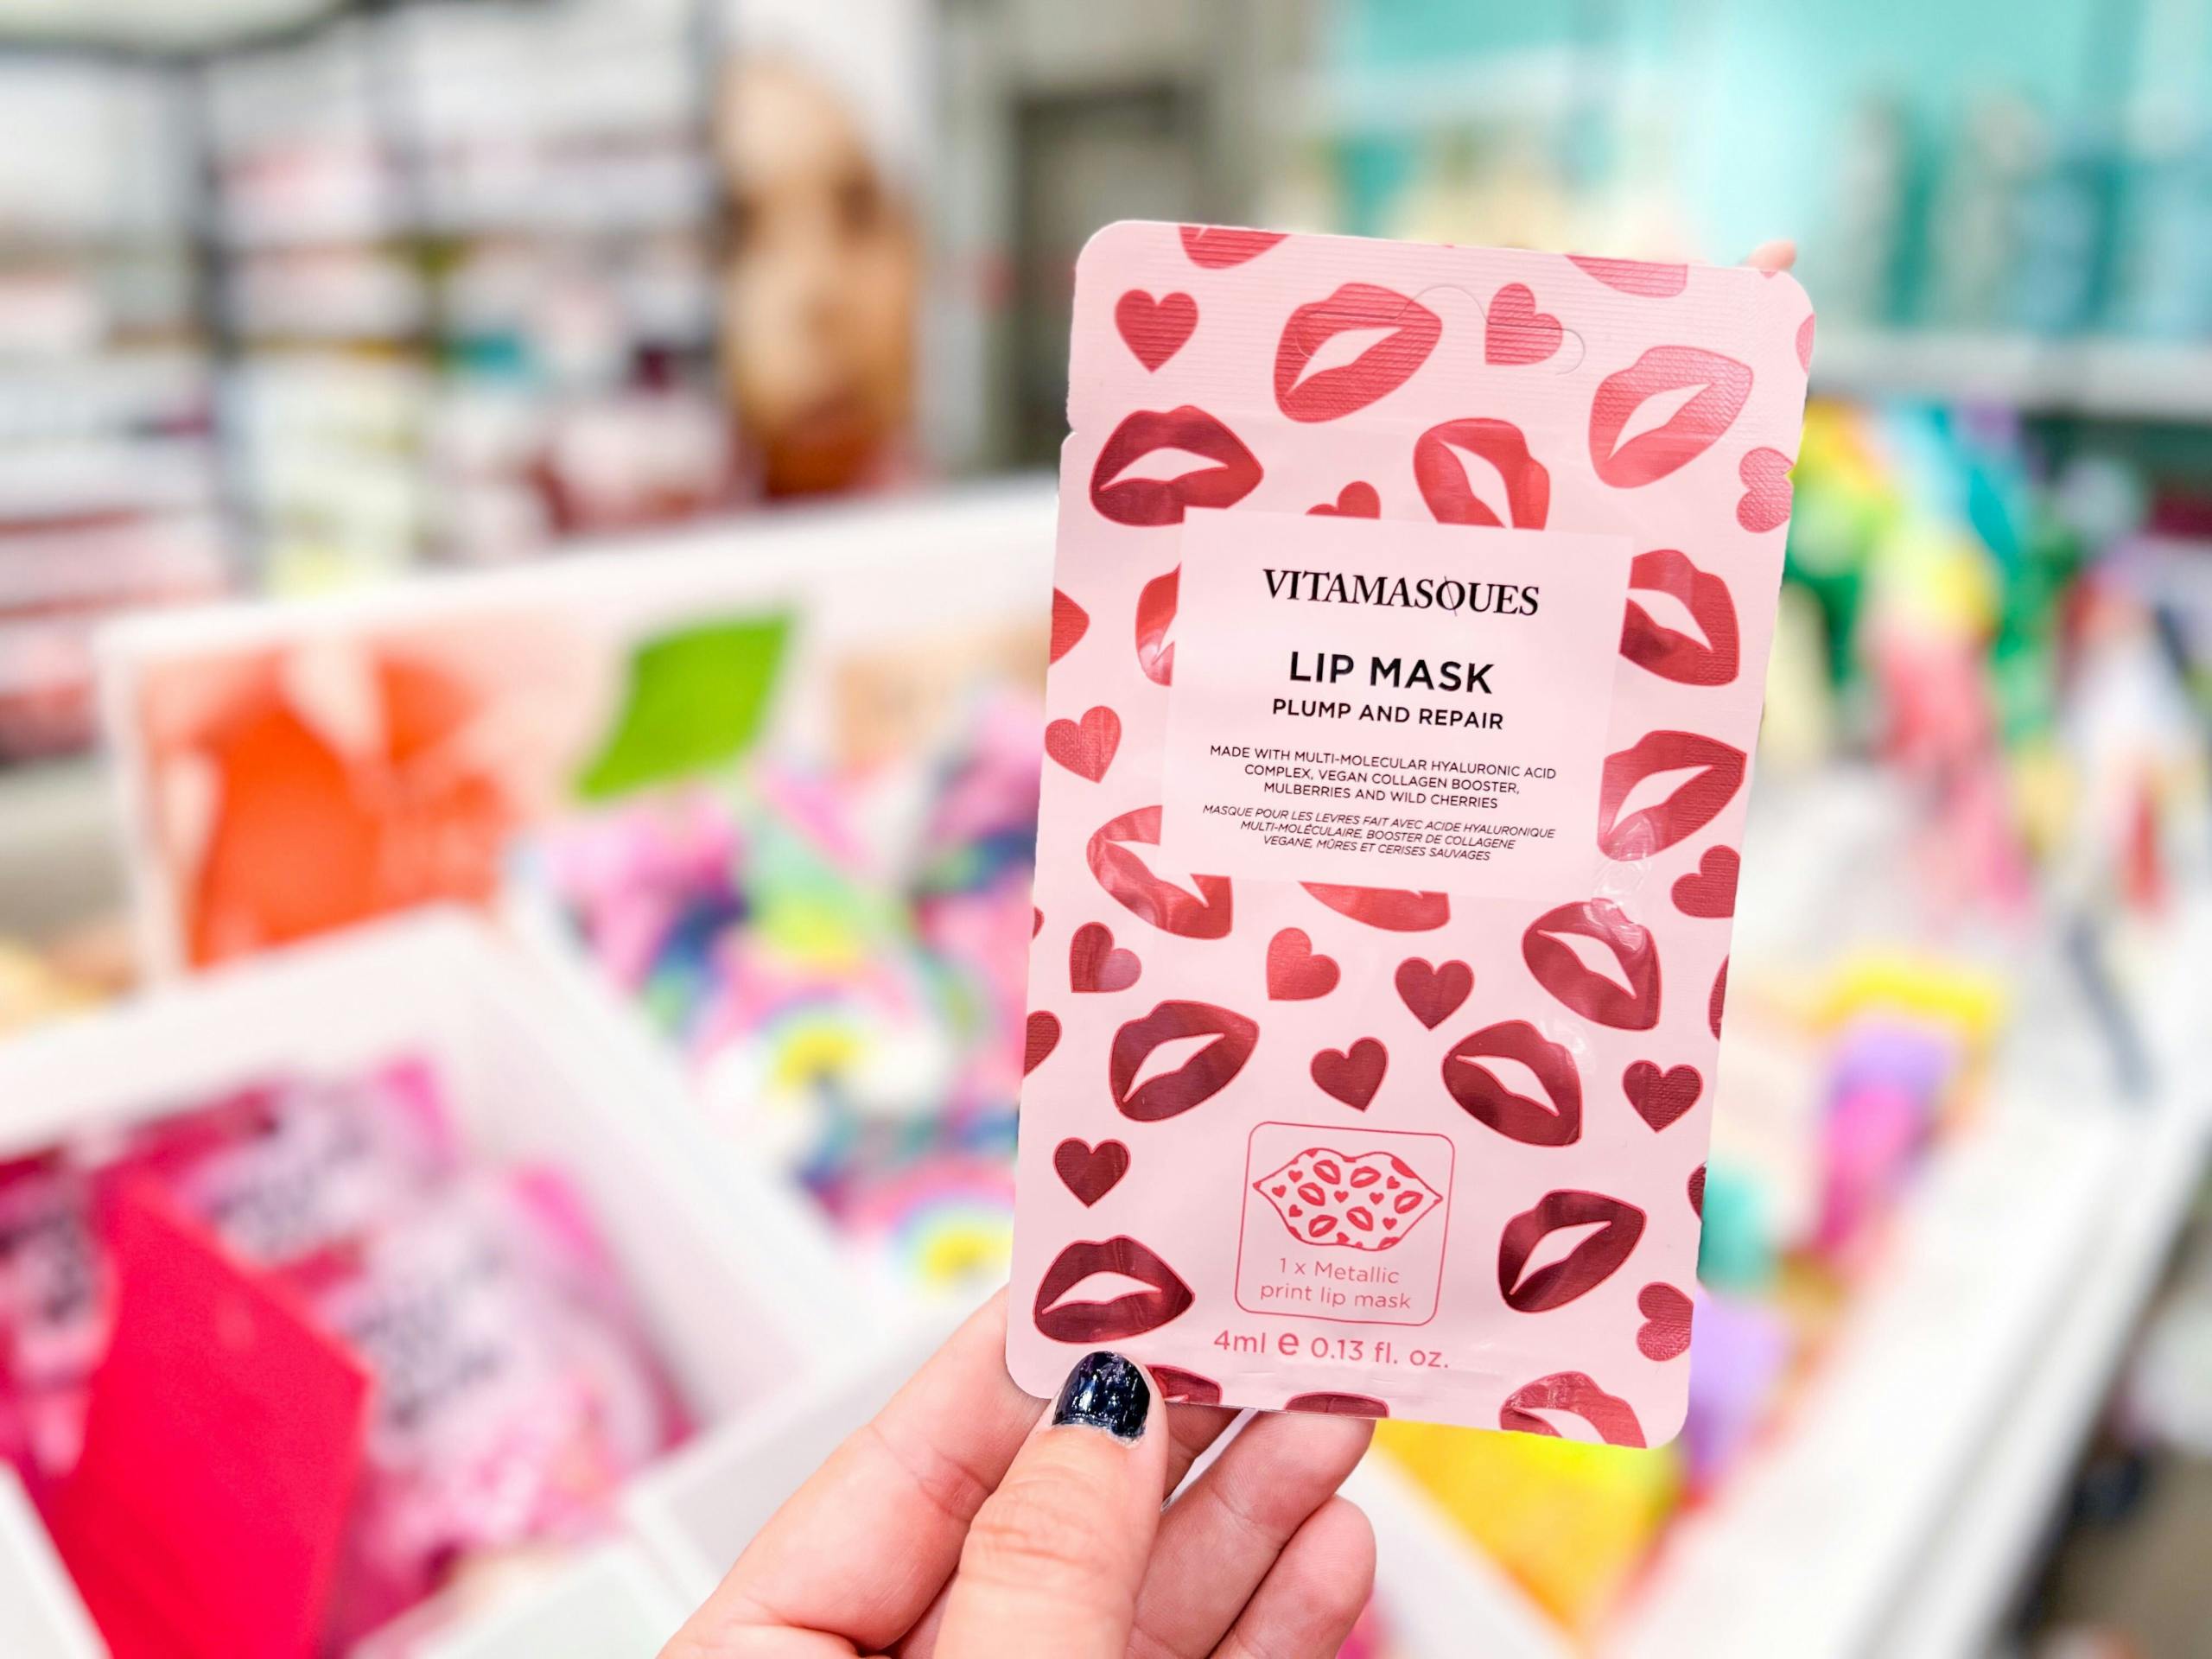 VITAMASQUES
LIP MASK
PLUMP AND REPAIR
MADE WITH MULTI-MOLECULAR HYALURONIC ACID
COMPLEX, VEGAN COLLAGEN BOOSTER,
MULBERRIES AND WILD CHERRIES
MASQUE POUR LES LEVRES FAIT AVEC ACIDE HYALURONIQUE
MULTI-MOLÉCULAIRE, BOOSTER DE COLLAGENE
VEGANE, MÛRES ET CERISES SAUVAGES
1 x Metallic
print lip mask
4ml e 0.13 fl. oz.